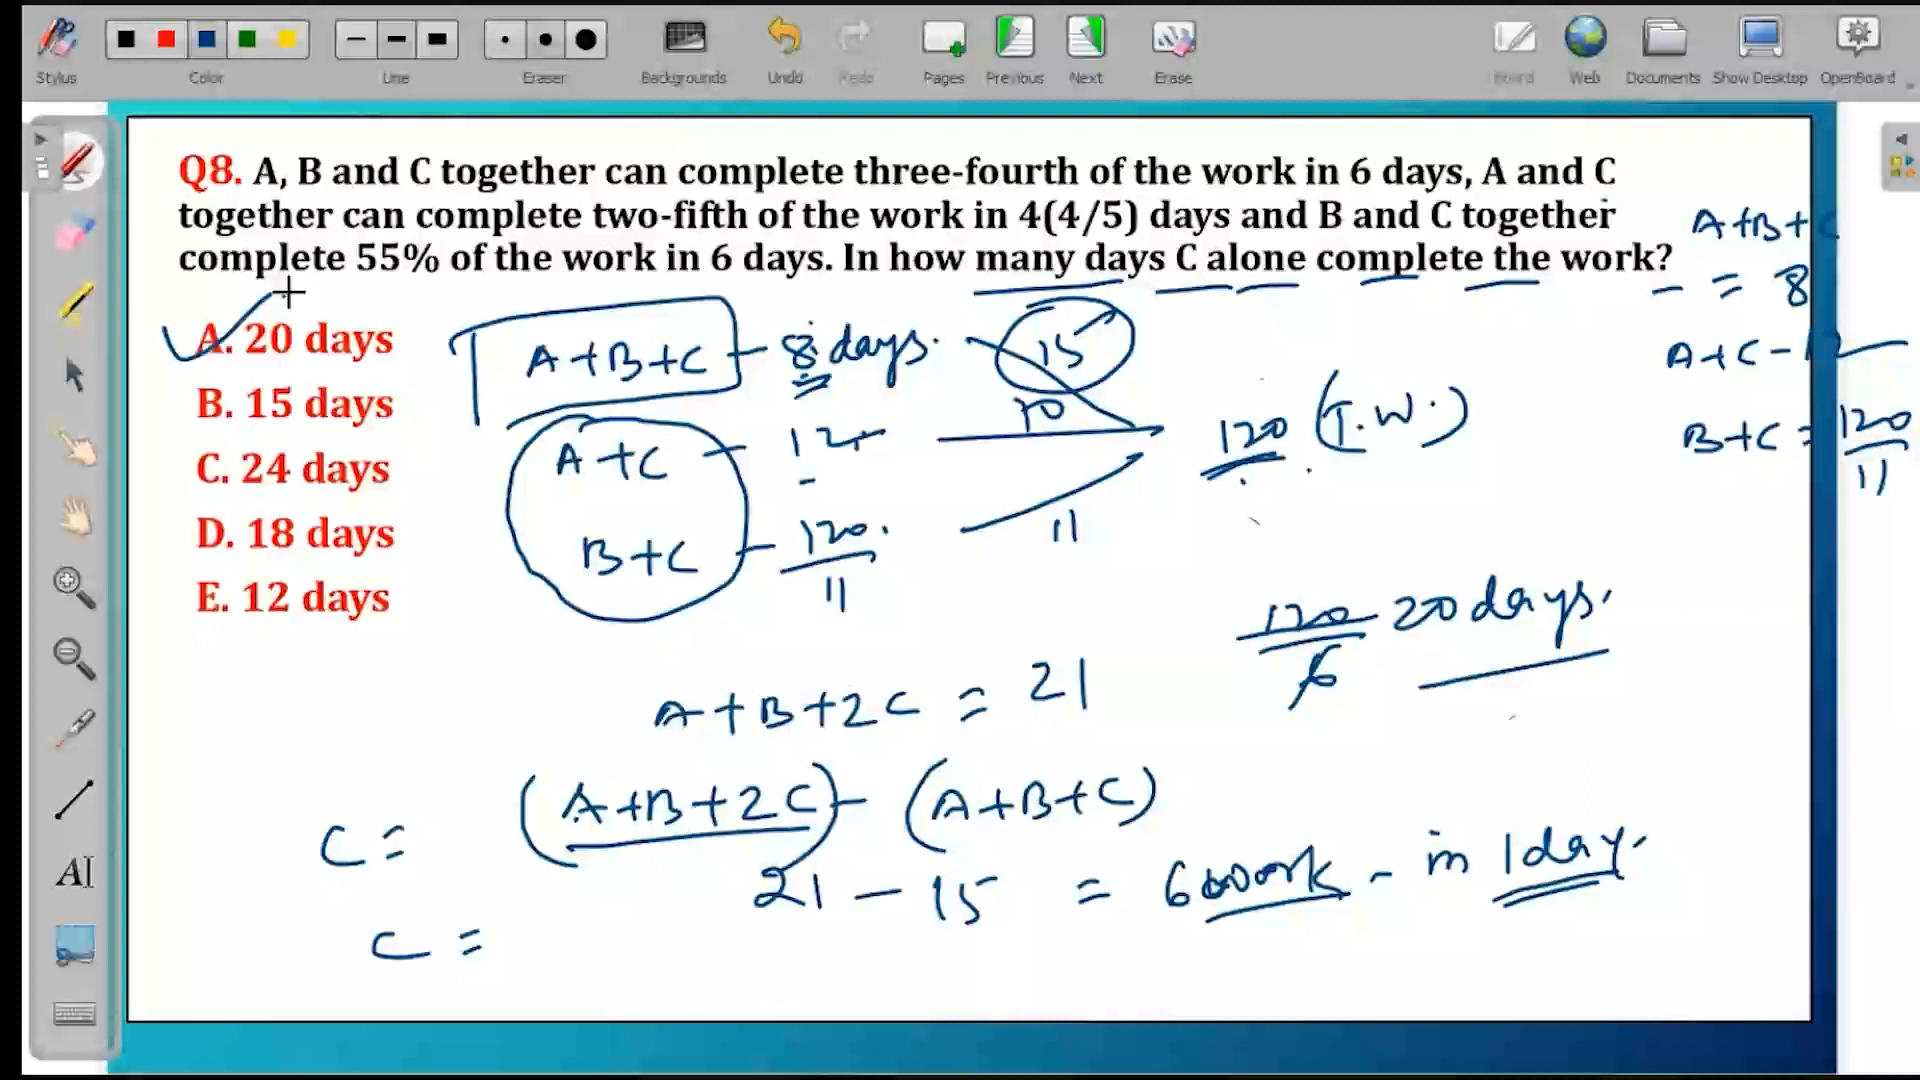 Stylus
Color
Line
Eraser
Backgrounds
Undo
Redo
Pages
Previous
Next
Erase
Board
Web
Documents
Show Desktop
OpenBoard
Q8. A, B and C together can complete three-fourth of the work in 6 days, A and C
together can complete two-fifth of the work in 4(4/5) days and B and C together
complete 55% of the work in 6 days. In how many days C alone complete the work?
A. 20 days
B. 15 days
C. 24 days
D. 18 days
E. 12 days
A+B+C
= 8
A+C-12
B+C = 120/11
A+B+C - 8 days. 15
A+C - 12 10
120 (T.W.)
B+C - 120/11 11
120/6 20 days.
A+B+2C = 21
C = (A+B+2C) - (A+B+C)
C = 21 - 15 = 6 work - in 1 day.
AI